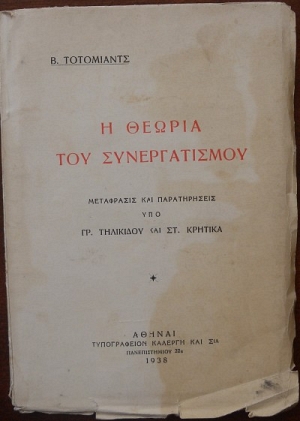 Β. ΤΟΤΟΜΙΑΝΤΣ
Η ΘΕΩΡΙΑ
ΤΟΥ ΣΥΝΕΡΓΑΤΙΣΜΟΥ
ΜΕΤΑΦΡΑΣΙΣ ΚΑΙ ΠΑΡΑΤΗΡΗΣΕΙΣ
ΥΠΟ
ΓΡ. ΤΗΛΙΚΙΔΟΥ ΚΑΙ ΣΤ. ΚΡΗΤΙΚΑ
ΑΘΗΝΑΙ
ΤΥΠΟΓΡΑΦΕΙΟΝ ΚΑΛΕΡΓΗ ΚΑΙ Σια
ΠΑΝΕΠΙΣΤΗΜΙΟΥ
1938